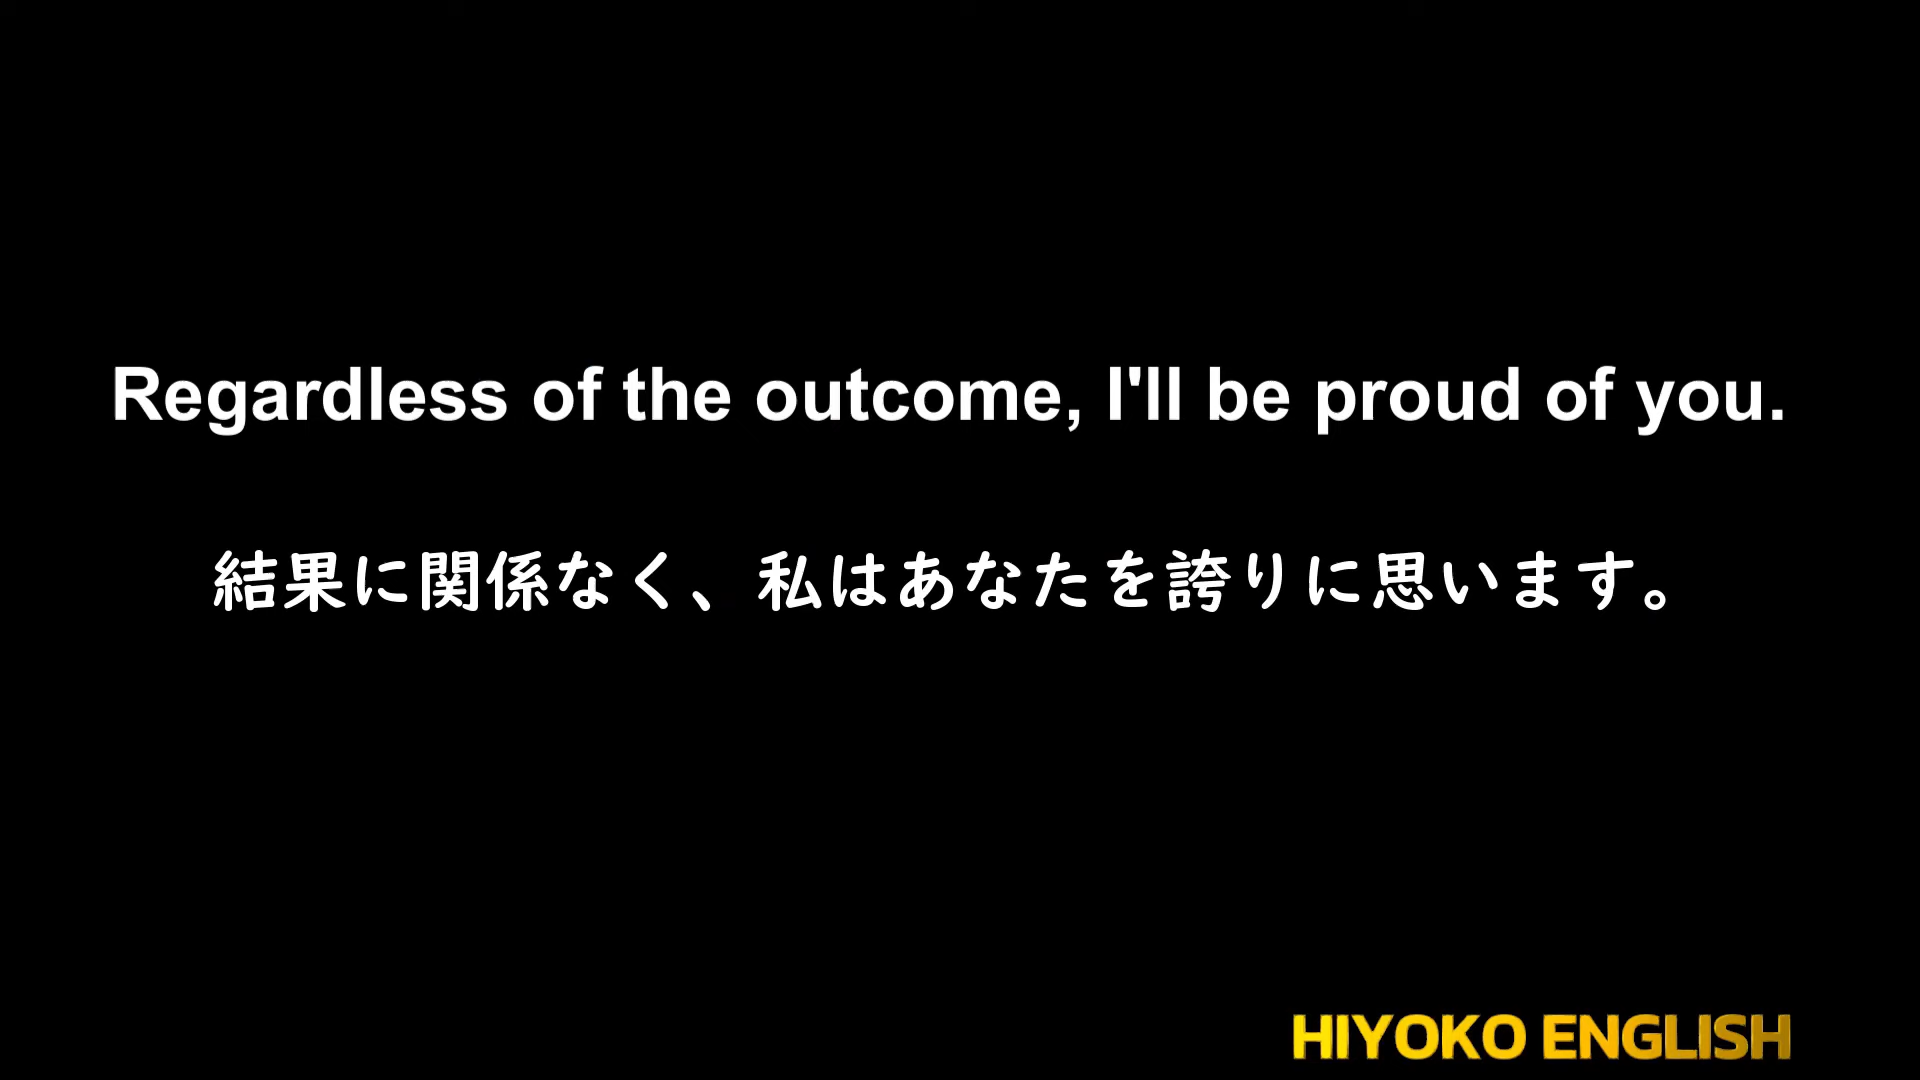 Regardless of the outcome, I'll be proud of you.
結果に関係なく、私はあなたを誇りに思います。
HIYOKO ENGLISH